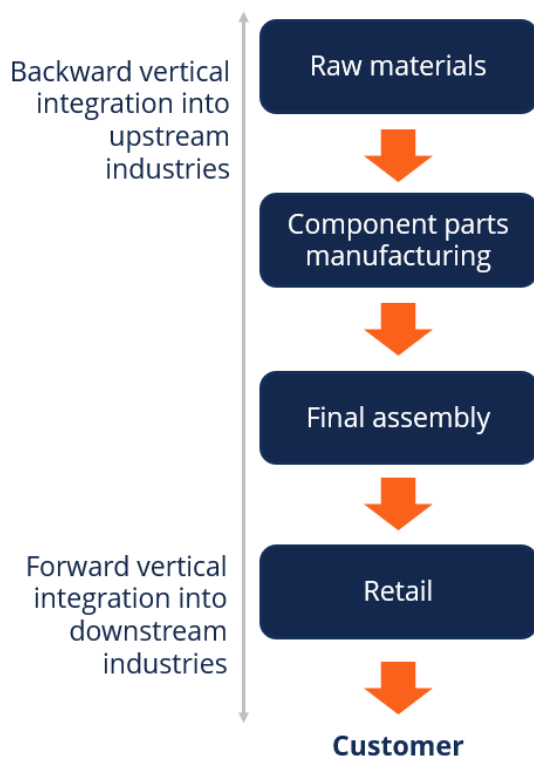 Raw materials
Backward vertical
integration into
upstream
industries
Component parts
manufacturing
Final assembly
Forward vertical
integration into
downstream
industries
Retail
Customer